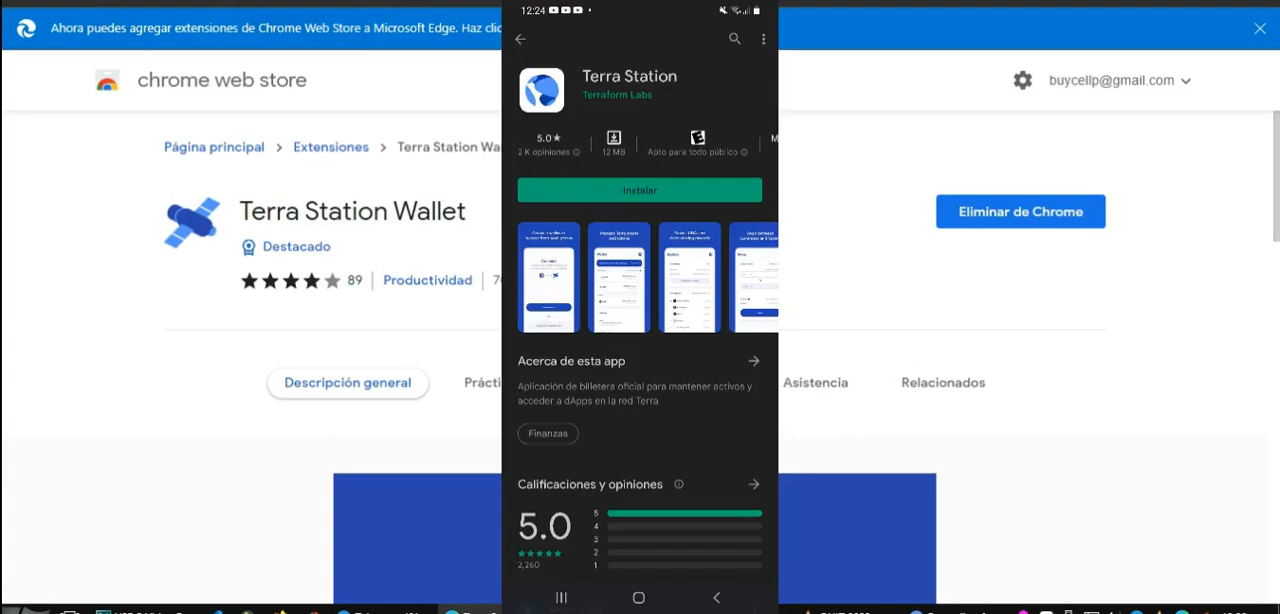 Ahora puedes agregar extensiones de Chrome Web Store a Microsoft Edge. Haz clic
chrome web store
buycellp@gmail.com
Página principal > Extensiones > Terra Station Wa
Terra Station Wallet
Destacado
89 | Productividad
Eliminar de Chrome
Descripción general
Asistencia
Relacionados
12:24
Terra Station
Terraform Labs
5.0★
2 K opiniones
12 MB
E
Apto para todo público
Instalar
Acerca de esta app
Aplicación de billetera oficial para mantener activos y
acceder a dApps en la red Terra
Finanzas
Calificaciones y opiniones
5.0
2,260
5
4
3
2
1